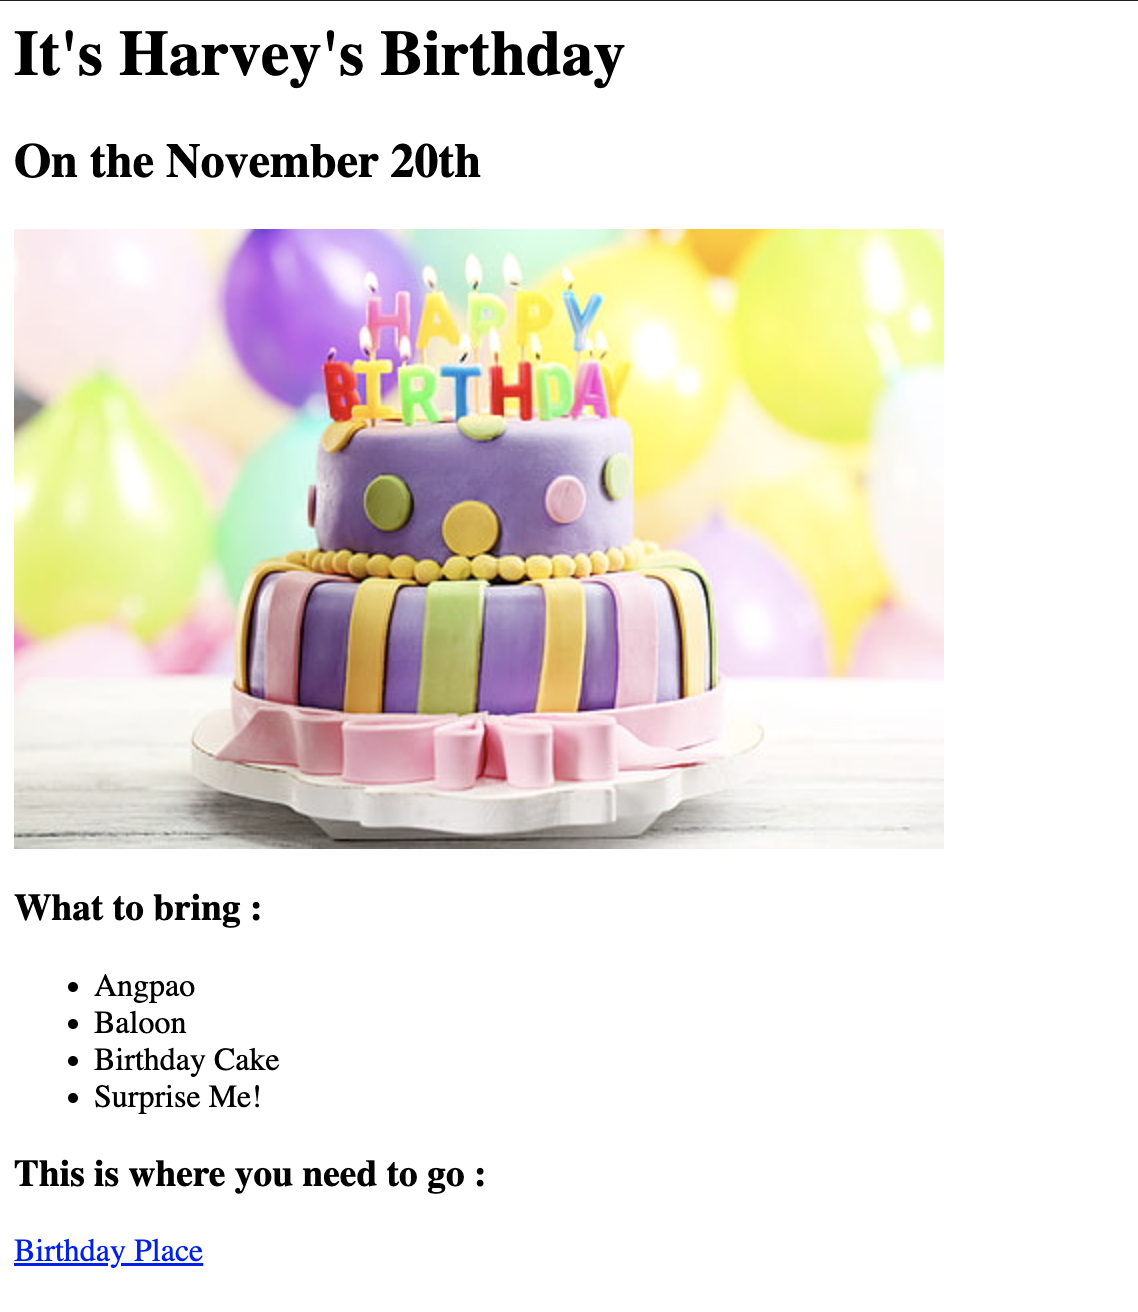 It's Harvey's Birthday
On the November 20th
HAPPY
BIRTHDAY
What to bring :
Angpao
Baloon
Birthday Cake
Surprise Me!
This is where you need to go :
Birthday Place